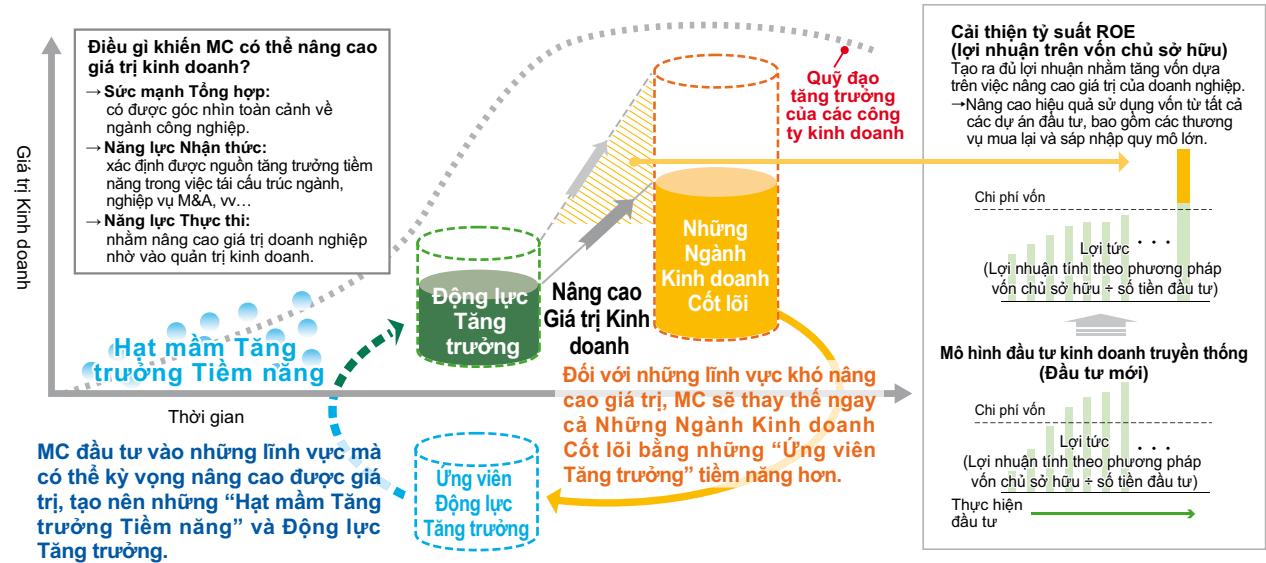 Điều gì khiến MC có thể nâng cao
giá trị kinh doanh?
→ Sức mạnh Tổng hợp:
có được góc nhìn toàn cảnh về
ngành công nghiệp.
→ Năng lực Nhận thức:
xác định được nguồn tăng trưởng tiềm
năng trong việc tái cấu trúc ngành,
nghiệp vụ M&A, vv…
→ Năng lực Thực thi:
nhằm nâng cao giá trị doanh nghiệp
nhờ vào quản trị kinh doanh.
Giá trị Kinh doanh
Thời gian
Hạt mầm Tăng
trưởng Tiềm năng
MC đầu tư vào những lĩnh vực mà
có thể kỳ vọng nâng cao được giá
trị, tạo nên những “Hạt mầm Tăng
trưởng Tiềm năng” và Động lực
Tăng trưởng.
Động lực
Tăng
trưởng
Nâng cao
Giá trị Kinh
doanh
Những
Ngành
Kinh doanh
Cốt lõi
Quỹ đạo
tăng trưởng
của các công
ty kinh doanh
Đối với những lĩnh vực khó nâng
cao giá trị, MC sẽ thay thế ngay
cả Những Ngành Kinh doanh
Cốt lõi bằng những “Ứng viên
Tăng trưởng” tiềm năng hơn.
Ứng viên
Động lực
Tăng trưởng
Cải thiện tỷ suất ROE
(lợi nhuận trên vốn chủ sở hữu)
Tạo ra đủ lợi nhuận nhằm tăng vốn dựa
trên việc nâng cao giá trị của doanh nghiệp.
→Nâng cao hiệu quả sử dụng vốn từ tất cả
các dự án đầu tư, bao gồm các thương
vụ mua lại và sáp nhập quy mô lớn.
Chi phí vốn
Lợi tức
(Lợi nhuận tính theo phương pháp
vốn chủ sở hữu ÷ số tiền đầu tư)
Mô hình đầu tư kinh doanh truyền thống
(Đầu tư mới)
Chi phí vốn
Lợi tức
(Lợi nhuận tính theo phương pháp
vốn chủ sở hữu ÷ số tiền đầu tư)
Thực hiện
đầu tư